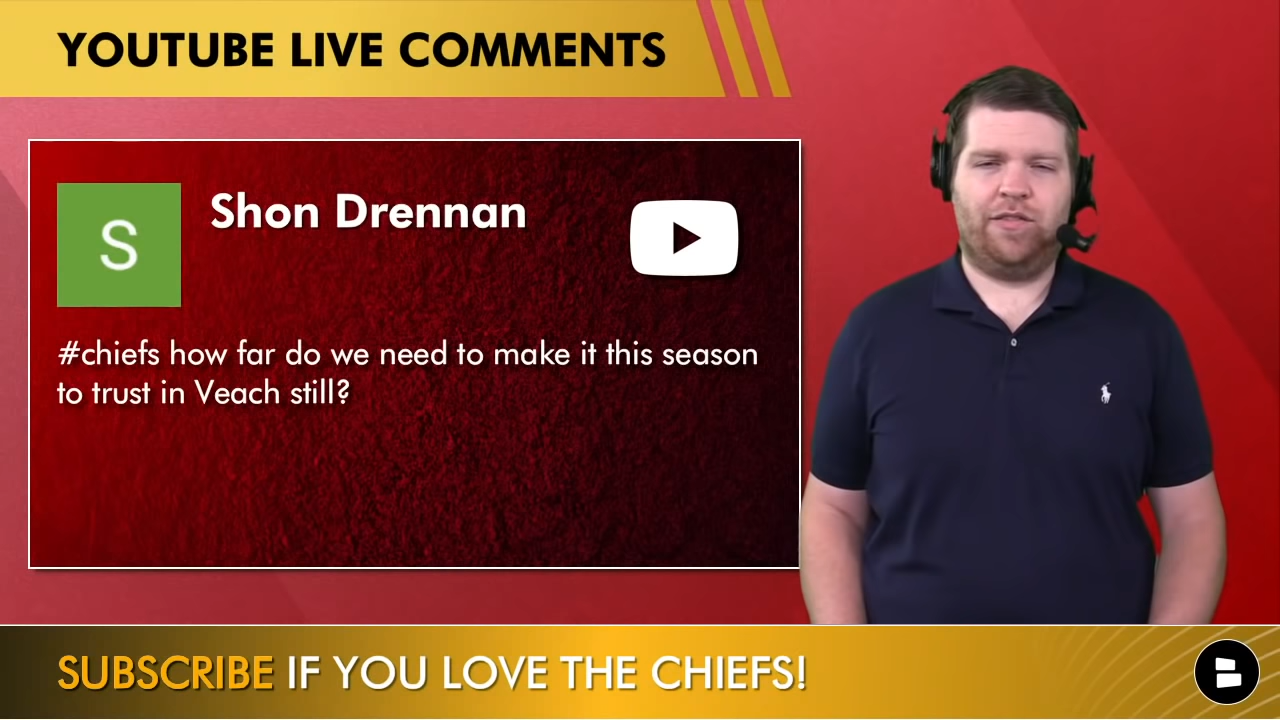 YOUTUBE LIVE COMMENTS
S
Shon Drennan
#chiefs how far do we need to make it this season
to trust in Veach still?
SUBSCRIBE IF YOU LOVE THE CHIEFS!